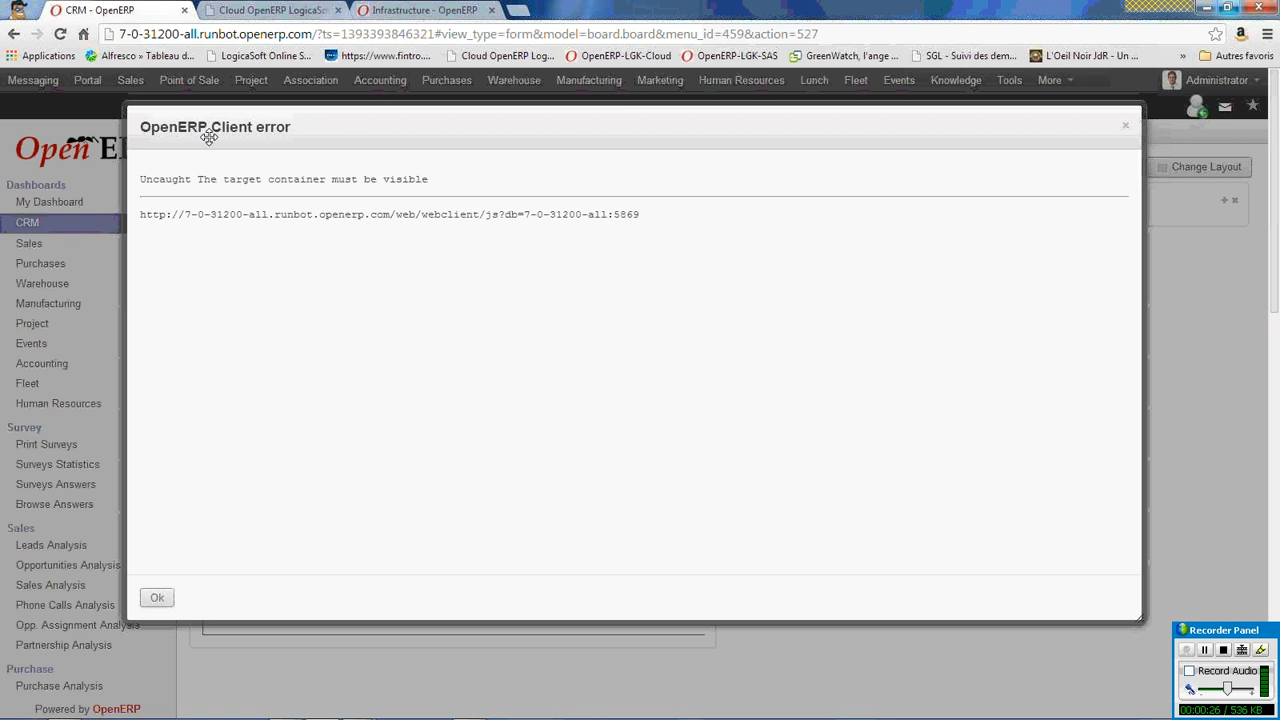 CRM - OpenERP
Cloud OpenERP LogicaSo
Infrastructure - OpenERP
7-0-31200-all.runbot.openerp.com/?ts=1393393846321#view_type=form&model=board.board&menu_id=459&action=527
Applications
Alfresco » Tableau d...
LogicaSoft Online S...
https://www.fintro....
Cloud OpenERP Log...
OpenERP-LGK-Cloud
OpenERP-LGK-SAS
GreenWatch, l'ange ...
SGL - Suivi des dem...
L'Oeil Noir JdR - Un ...
»
Autres favoris
Messaging Portal Sales Point of Sale Project Association Accounting Purchases Warehouse Manufacturing Marketing Human Resources Lunch Fleet Events Knowledge Tools More
Administrator
Open E
Dashboards
My Dashboard
CRM
Sales
Purchases
Warehouse
Manufacturing
Project
Events
Accounting
Fleet
Human Resources
Survey
Print Surveys
Surveys Statistics
Surveys Answers
Browse Answers
Sales
Leads Analysis
Opportunities Analysis
Sales Analysis
Phone Calls Analysis
Opp. Assignment Analysis
Partnership Analysis
Purchase
Purchase Analysis
Powered by OpenERP
OpenERP Client error
×
Uncaught The target container must be visible
http://7-0-31200-all.runbot.openerp.com/web/webclient/js?db=7-0-31200-all:5869
Ok
Change Layout
Recorder Panel
Record Audio
00:00:26 / 536 KB